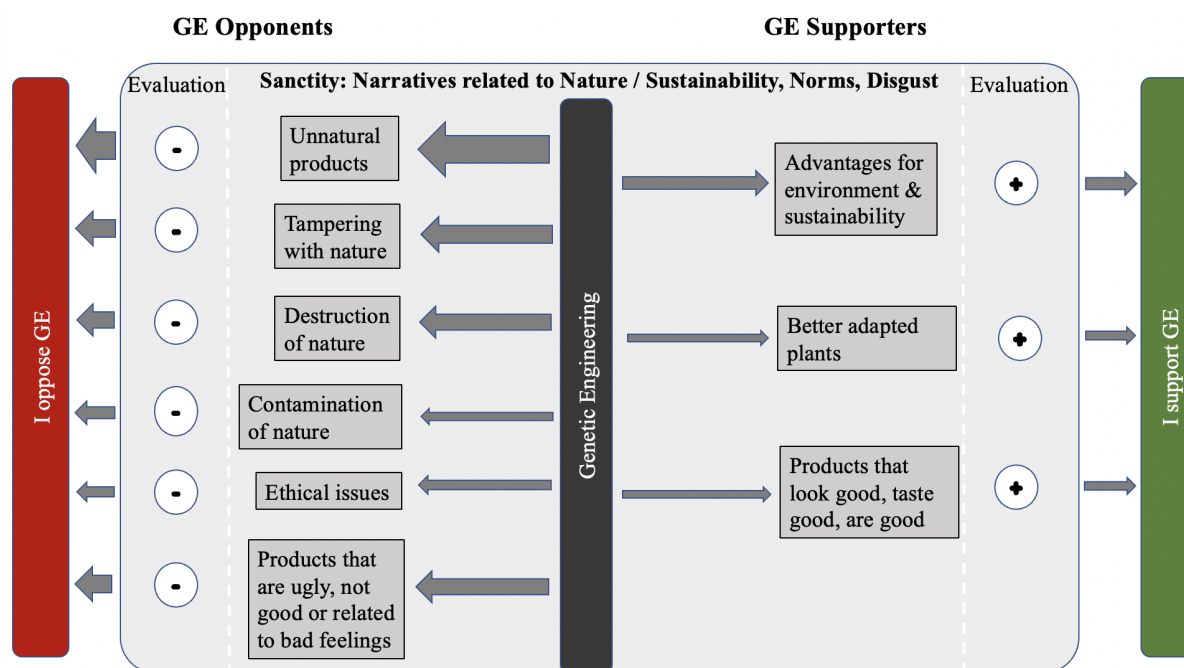 GE Opponents
GE Supporters
Evaluation
Sanctity: Narratives related to Nature / Sustainability, Norms, Disgust
Evaluation
I oppose GE
-
Unnatural
products
-
Tampering
with nature
-
Destruction
of nature
-
Contamination
of nature
-
Ethical issues
-
Products that
are ugly, not
good or related
to bad feelings
Genetic Engineering
Advantages for
environment &
sustainability
+
Better adapted
plants
+
Products that
look good, taste
good, are good
+
I support GE